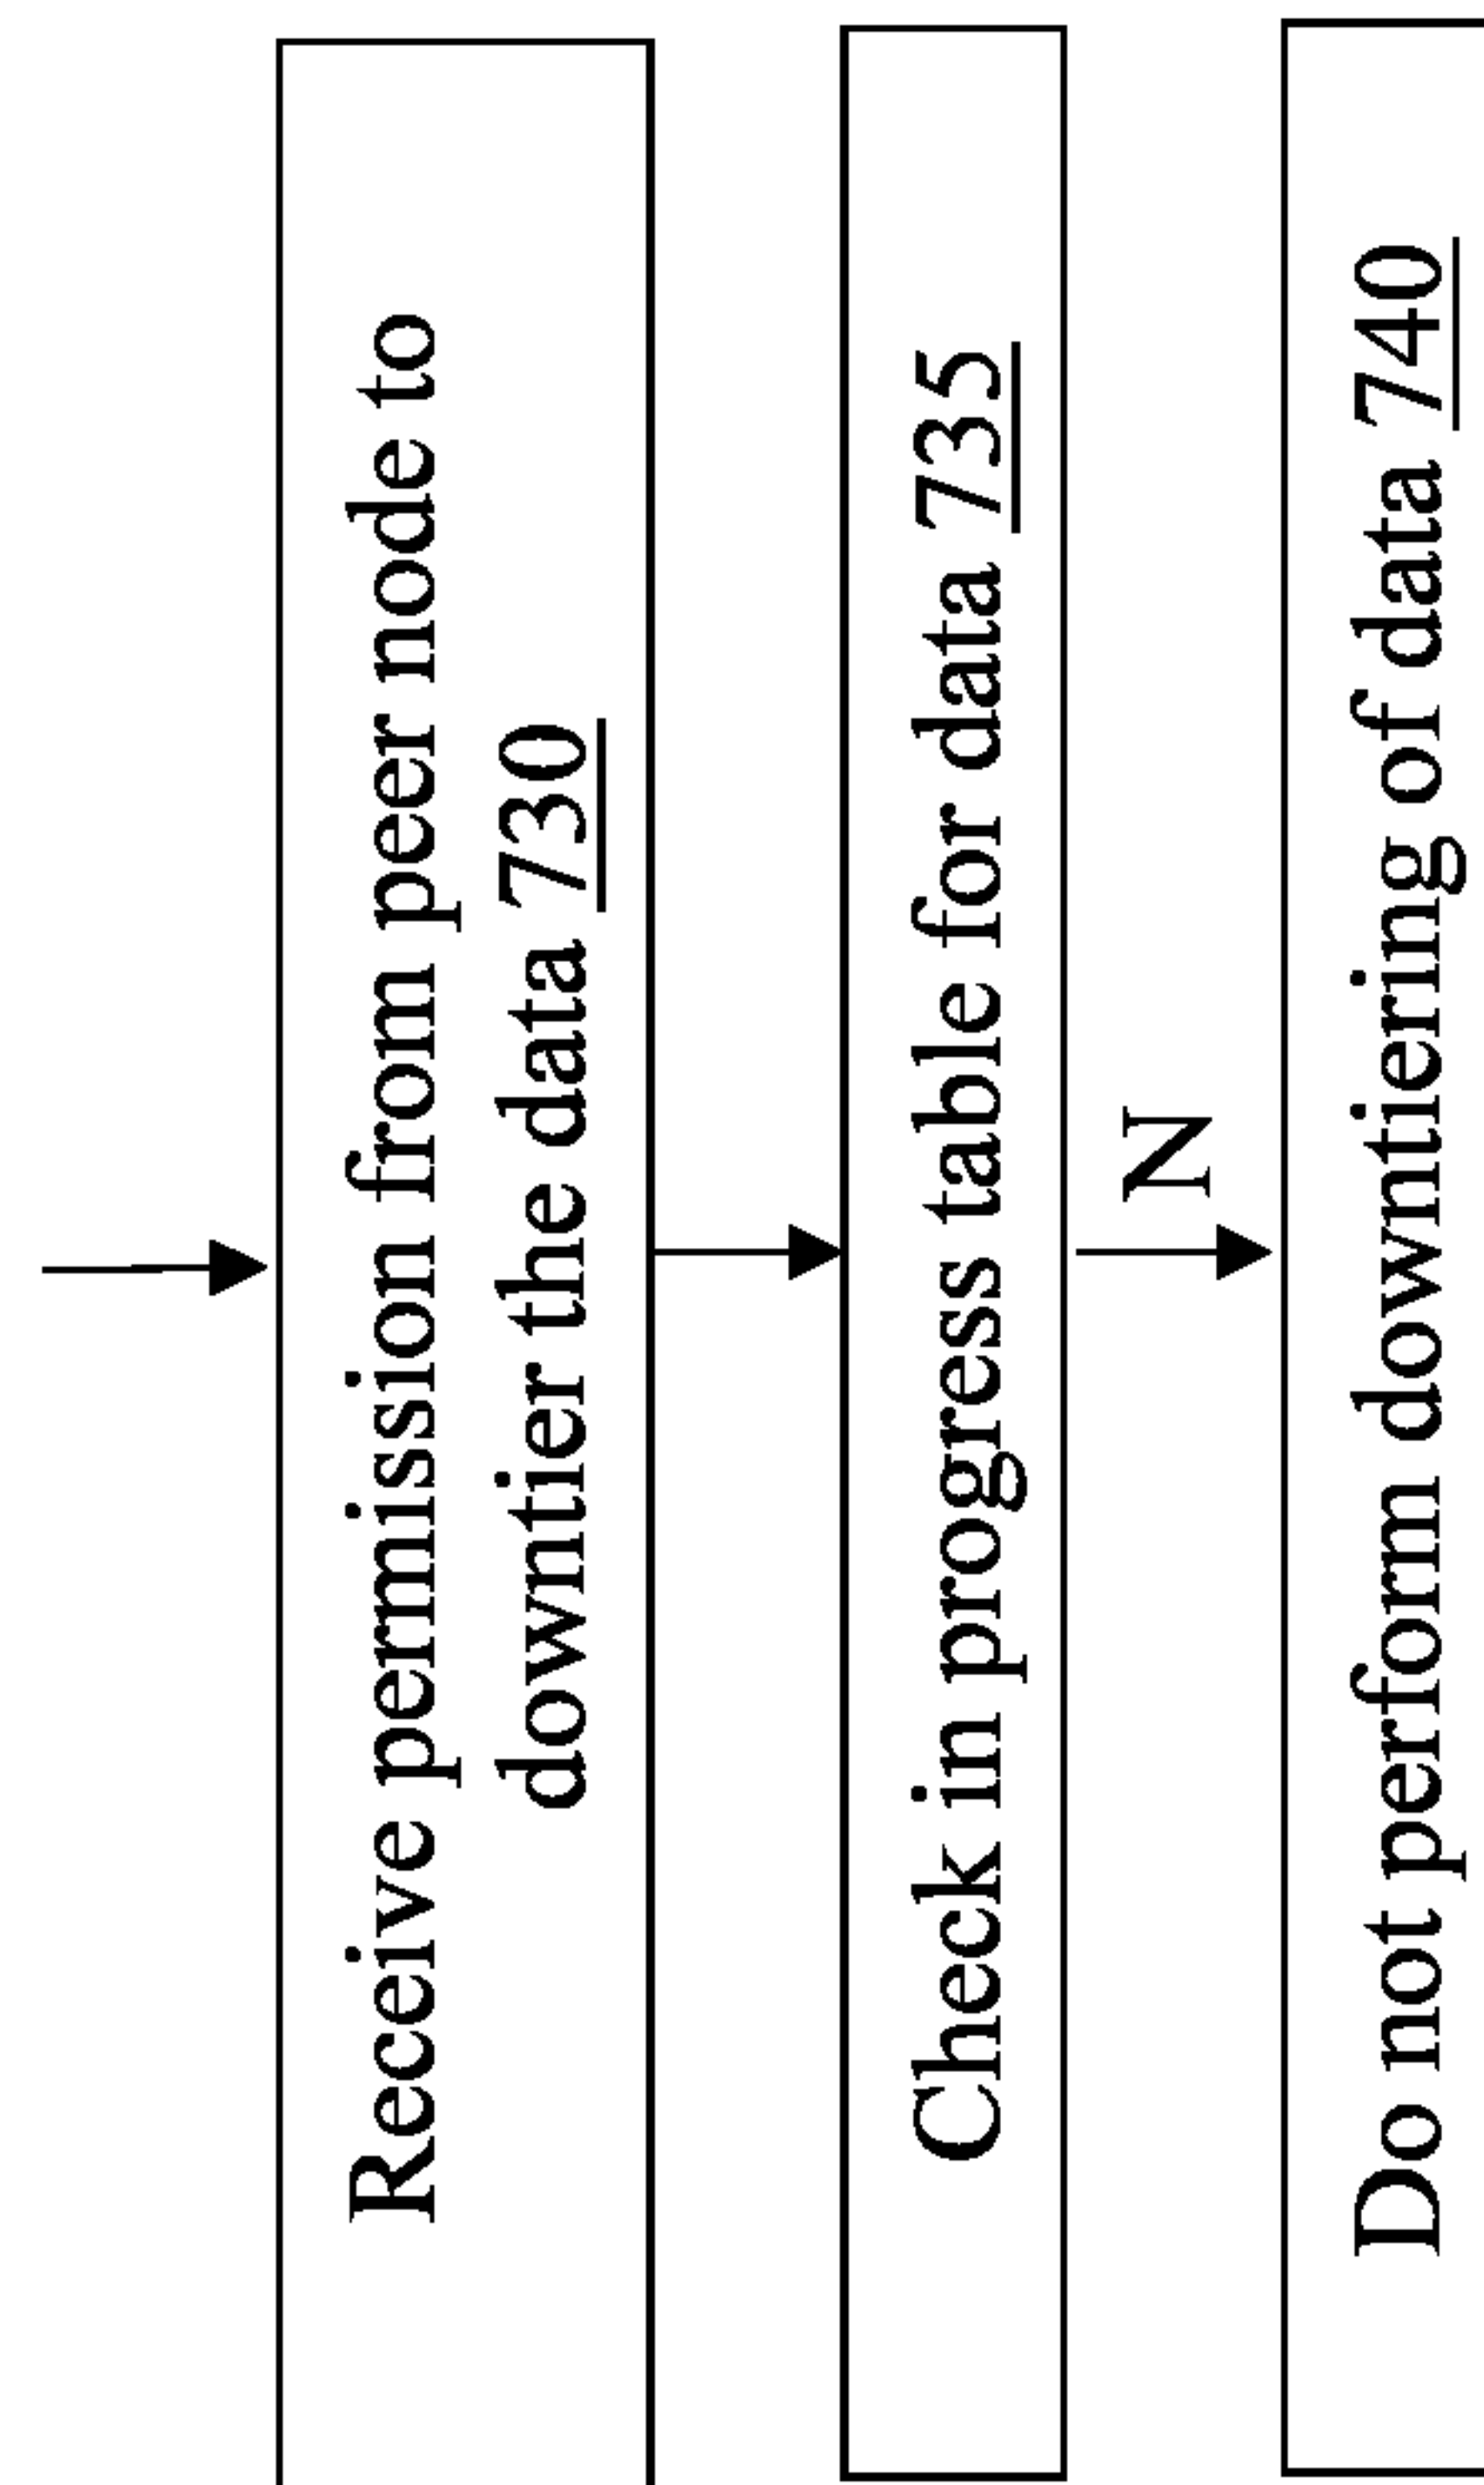 Receive permission from peer node to
downtier the data 730
Check in progress table for data 735
N
Do not perform downtiering of data 740